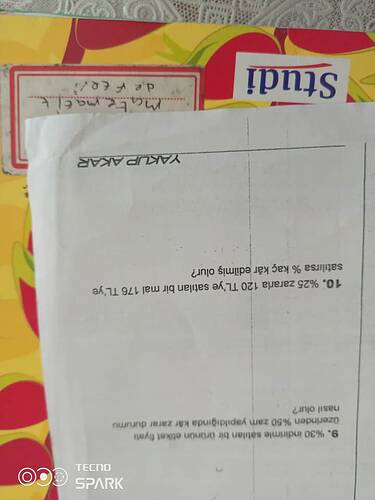 9. %30 indirimle satılan bir ürünün etiket fiyatı
üzerinden %50 zam yapıldığında kâr zarar durumu
nasıl olur?
10. %25 zararla 120 TL'ye satılan bir mal 176 TL'ye
satılırsa % kaç kâr edilmiş olur?
YAKUP AKAR
Matematik
defteri
Studi
TECNO
SPARK